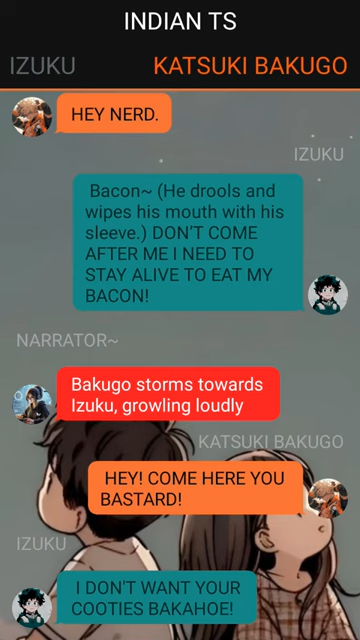 INDIAN TS
IZUKU KATSUKI BAKUGO
HEY NERD.
IZUKU
Bacon~ (He drools and
wipes his mouth with his
sleeve.) DON'T COME
AFTER ME I NEED TO
STAY ALIVE TO EAT MY
BACON!
NARRATOR~
Bakugo storms towards
Izuku, growling loudly
KATSUKI BAKUGO
HEY! COME HERE YOU
BASTARD!
IZUKU
I DON'T WANT YOUR
COOTIES BAKAHOE!